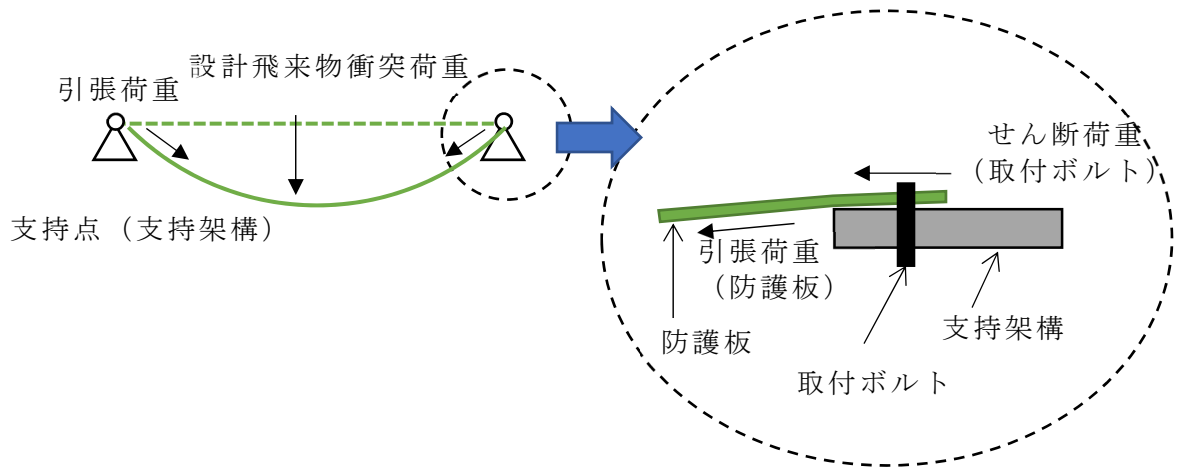 設計飛来物衝突荷重
引張荷重
支持点（支持架構）
せん断荷重
（取付ボルト）
引張荷重
（防護板）
防護板
支持架構
取付ボルト